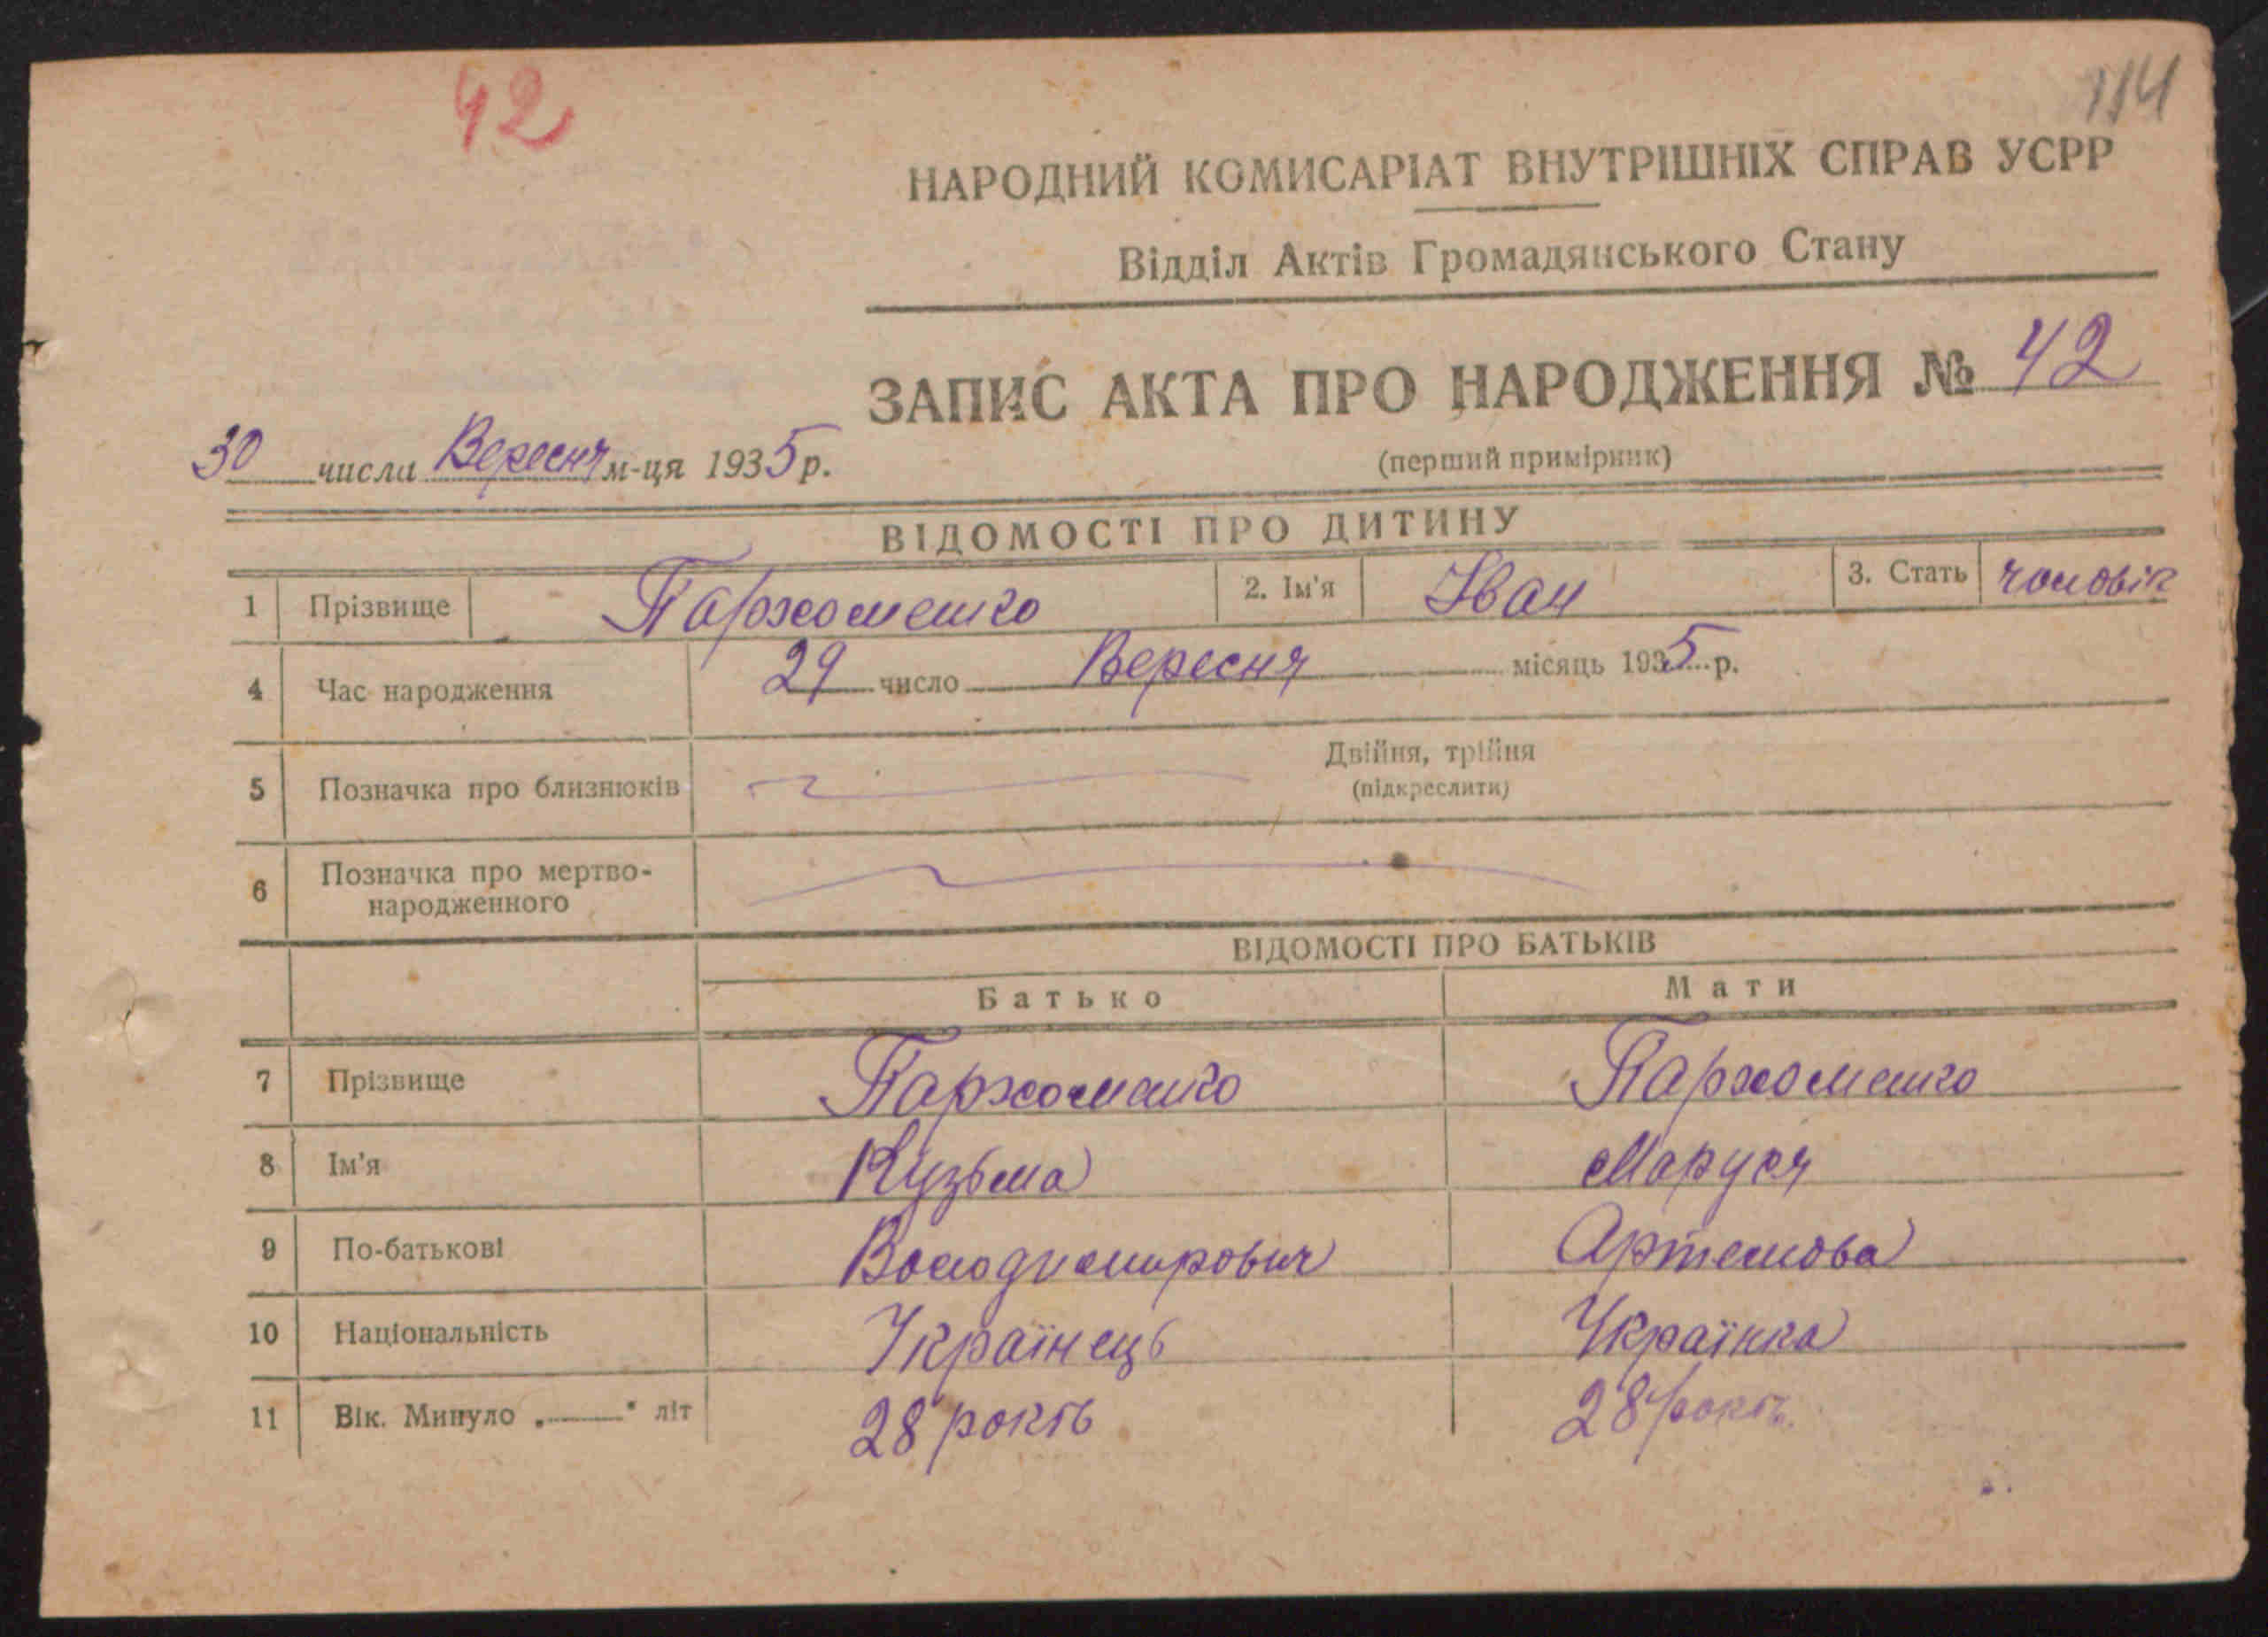 42
114
НАРОДНИЙ КОМИСАРІАТ ВНУТРІШНІХ СПРАВ УСРР
Відділ Актів Громадянського Стану
ЗАПИС АКТА ПРО НАРОДЖЕННЯ № 42
(перший примірник)
30 числа Вересня м-ця 1935 р.
ВІДОМОСТІ ПРО ДИТИНУ
1 Прізвище Пархоменко 2. Ім'я Іван 3. Стать чоловік
4 Час народження 29 число Вересня місяць 1935 р.
5 Позначка про близнюків Двійня, трійня
(підкреслити)
6 Позначка про мертво-
народженного
ВІДОМОСТІ ПРО БАТЬКІВ
Батько Мати
7 Прізвище Пархоменко Пархоменко
8 Ім'я Кузьма Маруся
9 По-батькові Володимирович Артемова
10 Національність Українець Українка
11 Вік. Минуло „———" літ 28 років 28 років